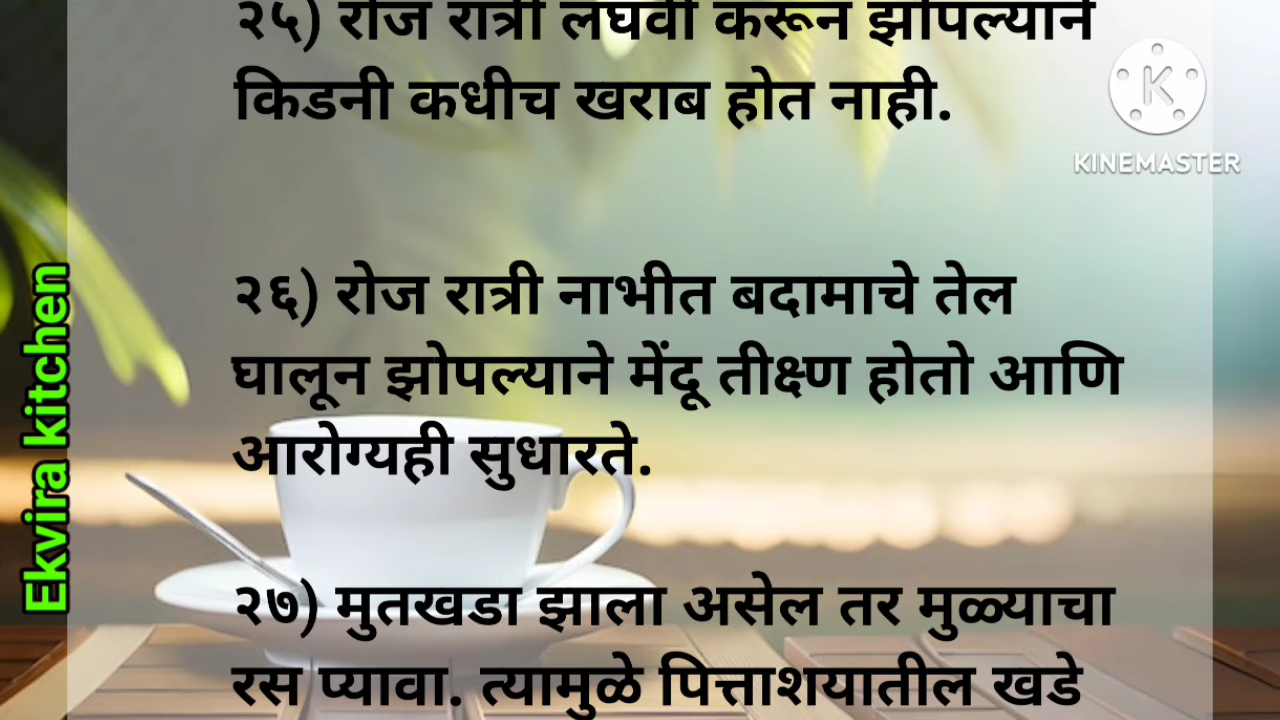 २५) रोज रात्री लघवी करून झोपल्याने
किडनी कधीच खराब होत नाही.
KINEMASTER
२६) रोज रात्री नाभीत बदामाचे तेल
घालून झोपल्याने मेंदू तीक्ष्ण होतो आणि
आरोग्यही सुधारते.
Ekvira kitchen
२७) मुतखडा झाला असेल तर मुळ्याचा
रस प्यावा. त्यामुळे पित्ताशयातील खडे